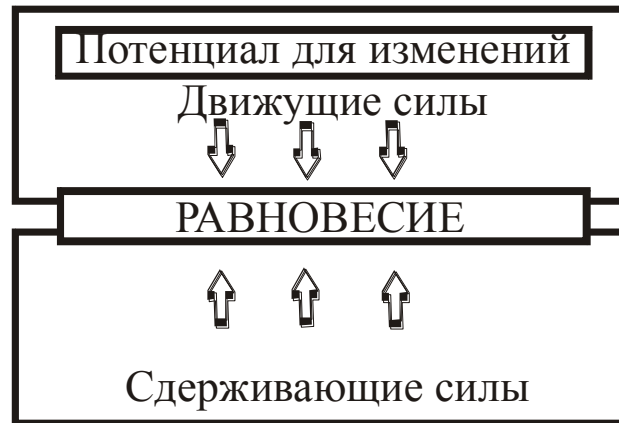 Потенциал для изменений
Движущие силы
РАВНОВЕСИЕ
Сдерживающие силы